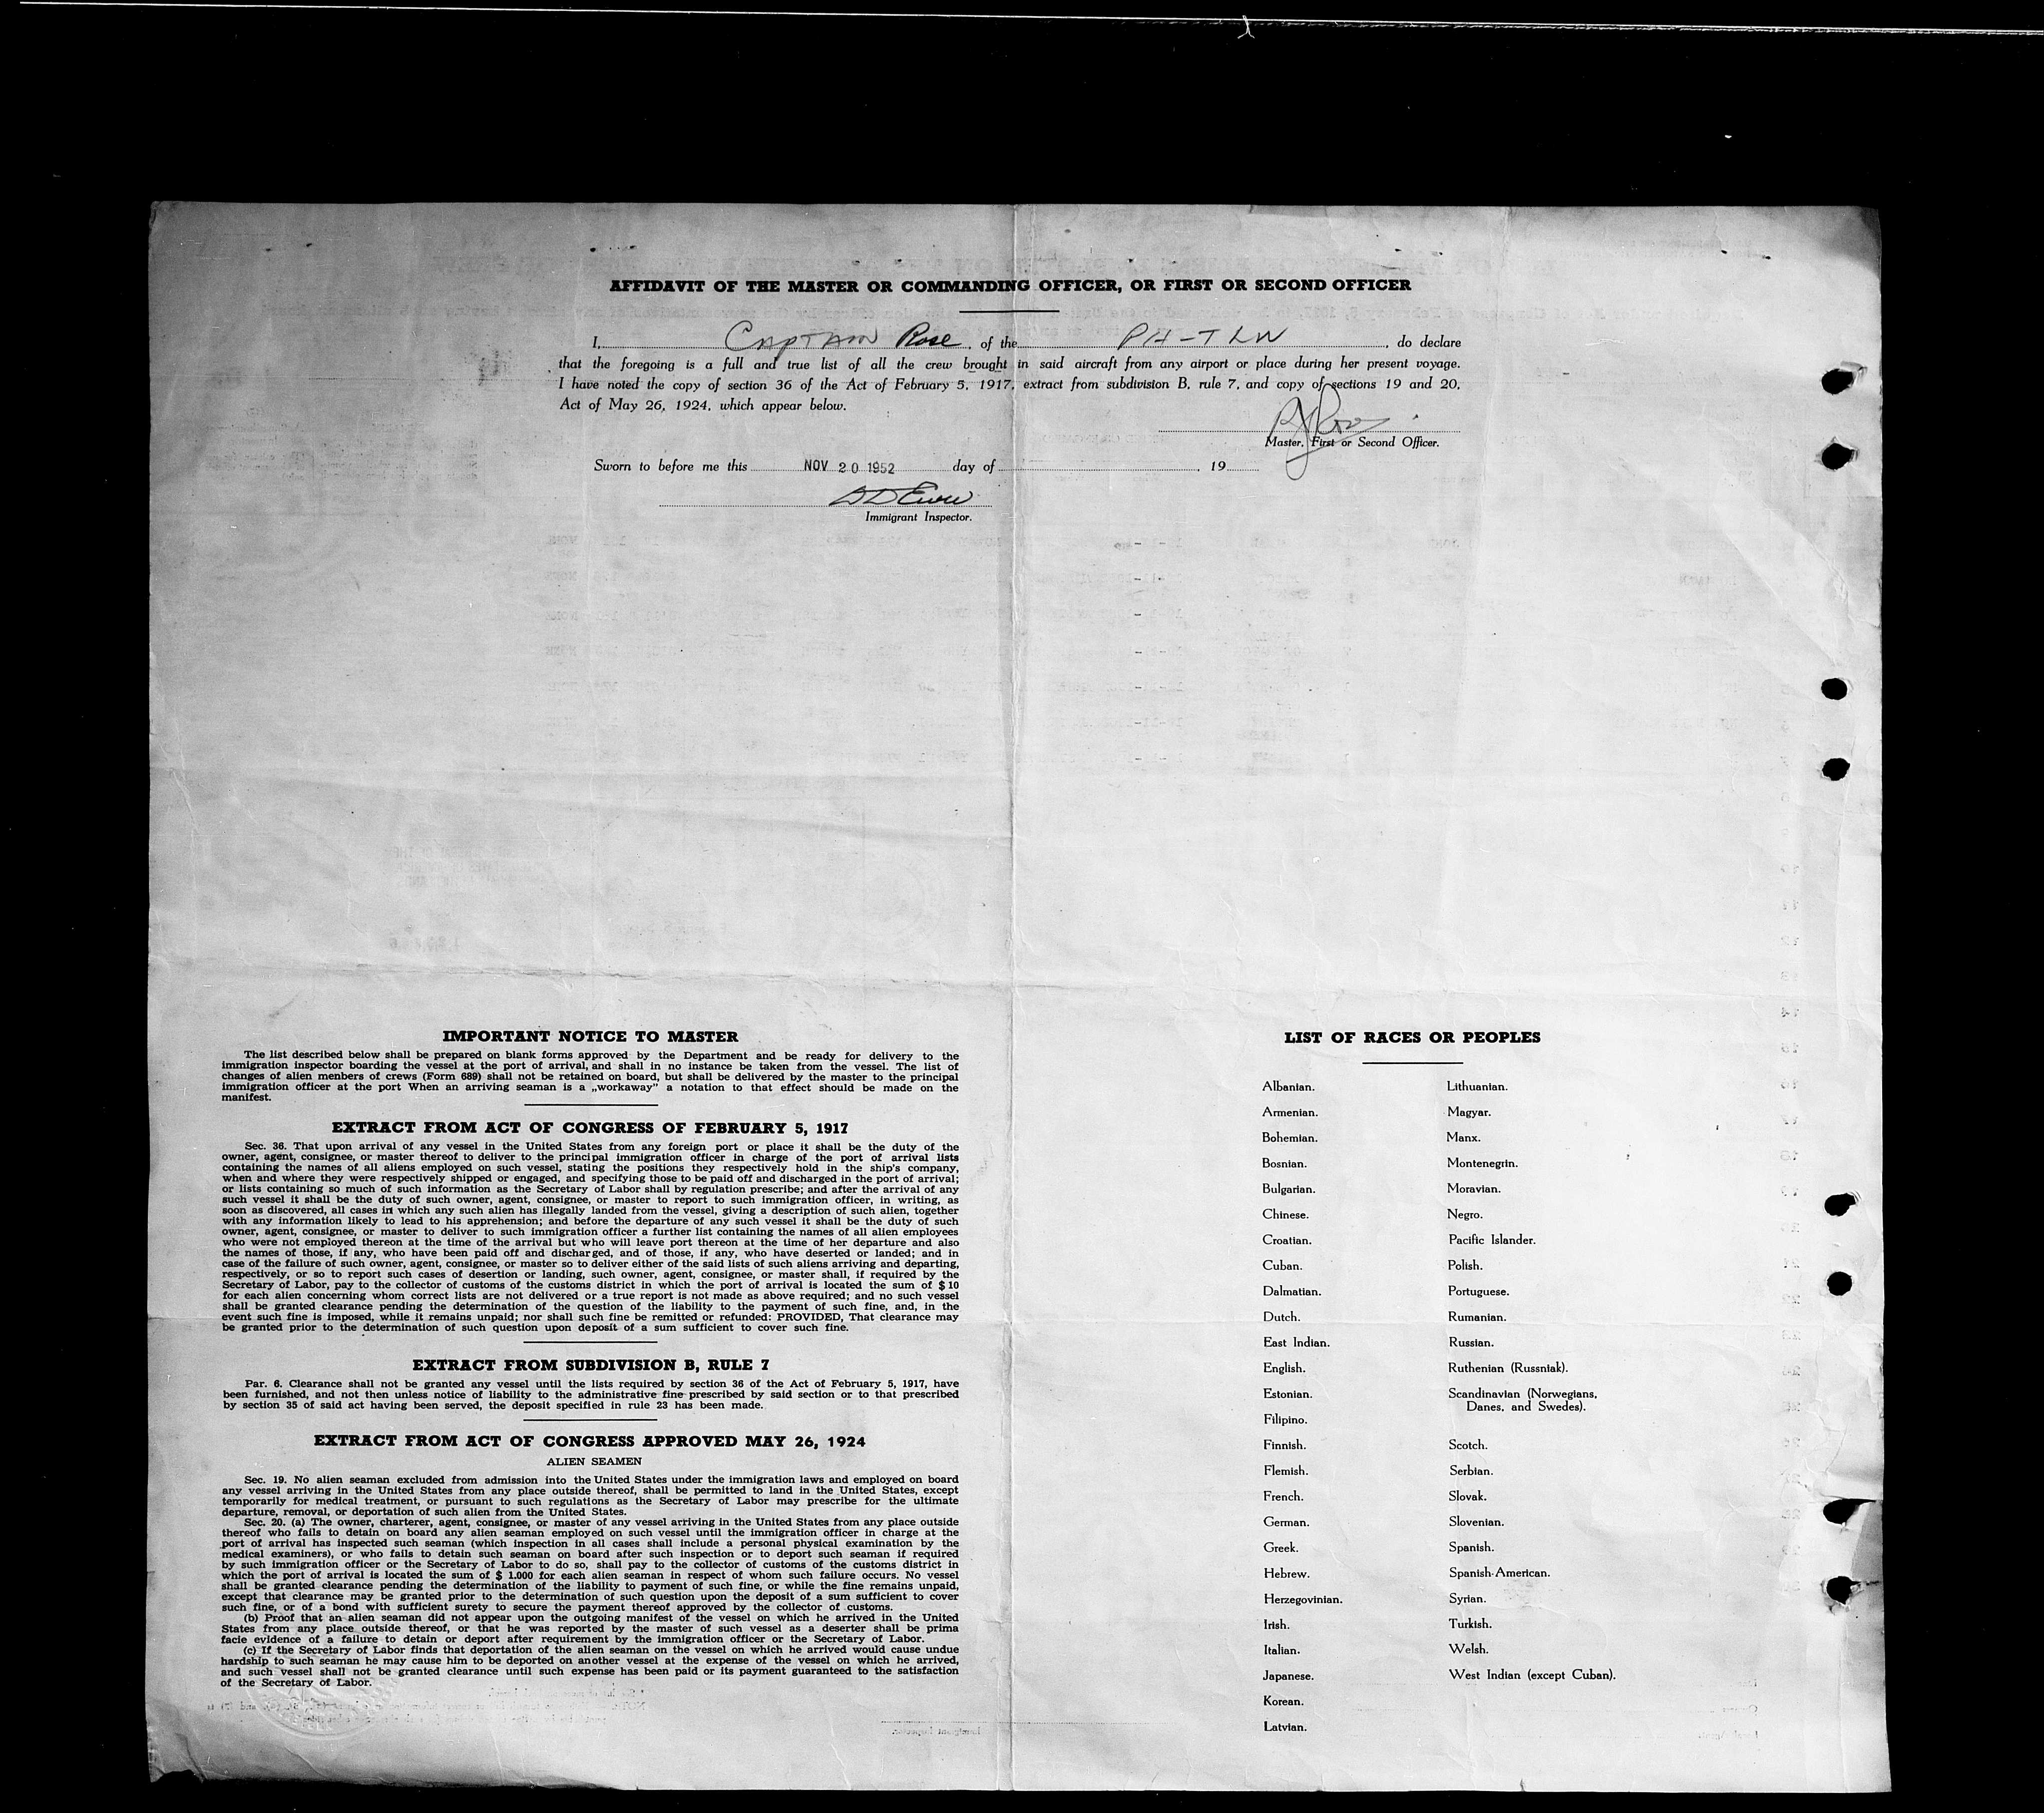 AFFIDAVIT OF THE MASTER OR COMMANDING OFFICER, OR FIRST OR SECOND OFFICER
I, Captain Rose, of the PH-TLW, do declare
that the foregoing is a full and true list of all the crew brought in said aircraft from any airport or place during her present voyage.
I have noted the copy of section 36 of the Act of February 5, 1917, extract from subdivision B, rule 7, and copy of sections 19 and 20,
Act of May 26, 1924, which appear below.
Master, First or Second Officer.
Sworn to before me this NOV 20 1952 day of , 19
Immigrant Inspector.
IMPORTANT NOTICE TO MASTER
The list described below shall be prepared on blank forms approved by the Department and be ready for delivery to the
immigration inspector boarding the vessel at the port of arrival, and shall in no instance be taken from the vessel. The list of
changes of alien menbers of crews (Form 689) shall not be retained on board, but shall be delivered by the master to the principal
immigration officer at the port When an arriving seaman is a „workaway” a notation to that effect should be made on the
manifest.
EXTRACT FROM ACT OF CONGRESS OF FEBRUARY 5, 1917
Sec. 36. That upon arrival of any vessel in the United States from any foreign port or place it shall be the duty of the
owner, agent, consignee, or master thereof to deliver to the principal immigration officer in charge of the port of arrival lists
containing the names of all aliens employed on such vessel, stating the positions they respectively hold in the ship's company,
when and where they were respectively shipped or engaged, and specifying those to be paid off and discharged in the port of arrival;
or lists containing so much of such information as the Secretary of Labor shall by regulation prescribe; and after the arrival of any
such vessel it shall be the duty of such owner, agent, consignee, or master to report to such immigration officer, in writing, as
soon as discovered, all cases in which any such alien has illegally landed from the vessel, giving a description of such alien, together
with any information likely to lead to his apprehension; and before the departure of any such vessel it shall be the duty of such
owner, agent, consignee, or master to deliver to such immigration officer a further list containing the names of all alien employees
who were not employed thereon at the time of the arrival but who will leave port thereon at the time of her departure and also
the names of those, if any, who have been paid off and discharged, and of those, if any, who have deserted or landed; and in
case of the failure of such owner, agent, consignee, or master so to deliver either of the said lists of such aliens arriving and departing,
respectively, or so to report such cases of desertion or landing, such owner, agent, consignee, or master shall, if required by the
Secretary of Labor, pay to the collector of customs of the customs district in which the port of arrival is located the sum of $ 10
for each alien concerning whom correct lists are not delivered or a true report is not made as above required; and no such vessel
shall be granted clearance pending the determination of the question of the liability to the payment of such fine, and, in the
event such fine is imposed, while it remains unpaid; nor shall such fine be remitted or refunded: PROVIDED, That clearance may
be granted prior to the determination of such question upon deposit of a sum sufficient to cover such fine.
EXTRACT FROM SUBDIVISION B, RULE 7
Par. 6. Clearance shall not be granted any vessel until the lists required by section 36 of the Act of February 5, 1917, have
been furnished, and not then unless notice of liability to the administrative fine prescribed by said section or to that prescribed
by section 35 of said act having been served, the deposit specified in rule 23 has been made.
EXTRACT FROM ACT OF CONGRESS APPROVED MAY 26, 1924
ALIEN SEAMEN
Sec. 19. No alien seaman excluded from admission into the United States under the immigration laws and employed on board
any vessel arriving in the United States from any place outside thereof, shall be permitted to land in the United States, except
temporarily for medical treatment, or pursuant to such regulations as the Secretary of Labor may prescribe for the ultimate
departure, removal, or deportation of such alien from the United States.
Sec. 20. (a) The owner, charterer, agent, consignee, or master of any vessel arriving in the United States from any place outside
thereof who fails to detain on board any alien seaman employed on such vessel until the immigration officer in charge at the
port of arrival has inspected such seaman (which inspection in all cases shall include a personal physical examination by the
medical examiners), or who fails to detain such seaman on board after such inspection or to deport such seaman if required
by such immigration officer or the Secretary of Labor to do so, shall pay to the collector of customs of the customs district in
which the port of arrival is located the sum of $ 1.000 for each alien seaman in respect of whom such failure occurs. No vessel
shall be granted clearance pending the determination of the liability to payment of such fine, or while the fine remains unpaid,
except that clearance may be granted prior to the determination of such question upon the deposit of a sum sufficient to cover
such fine, or of a bond with sufficient surety to secure the payment thereof approved by the collector of customs.
(b) Proof that an alien seaman did not appear upon the outgoing manifest of the vessel on which he arrived in the United
States from any place outside thereof, or that he was reported by the master of such vessel as a deserter shall be prima
facie evidence of a failure to detain or deport after requirement by the immigration officer or the Secretary of Labor.
(c) If the Secretary of Labor finds that deportation of the alien seaman on the vessel on which he arrived would cause undue
hardship to such seaman he may cause him to be deported on another vessel at the expense of the vessel on which he arrived,
and such vessel shall not be granted clearance until such expense has been paid or its payment guaranteed to the satisfaction
of the Secretary of Labor.
LIST OF RACES OR PEOPLES
Albanian.
Armenian.
Bohemian.
Bosnian.
Bulgarian.
Chinese.
Croatian.
Cuban.
Dalmatian.
Dutch.
East Indian.
English.
Estonian.
Filipino.
Finnish.
Flemish.
French.
German.
Greek.
Hebrew.
Herzegovinian.
Irish.
Italian.
Japanese.
Korean.
Latvian.
Lithuanian.
Magyar.
Manx.
Montenegrin.
Moravian.
Negro.
Pacific Islander.
Polish.
Portuguese.
Rumanian.
Russian.
Ruthenian (Russniak).
Scandinavian (Norwegians,
Danes, and Swedes).
Scotch.
Serbian.
Slovak.
Slovenian.
Spanish.
Spanish-American.
Syrian.
Turkish.
Welsh.
West Indian (except Cuban).